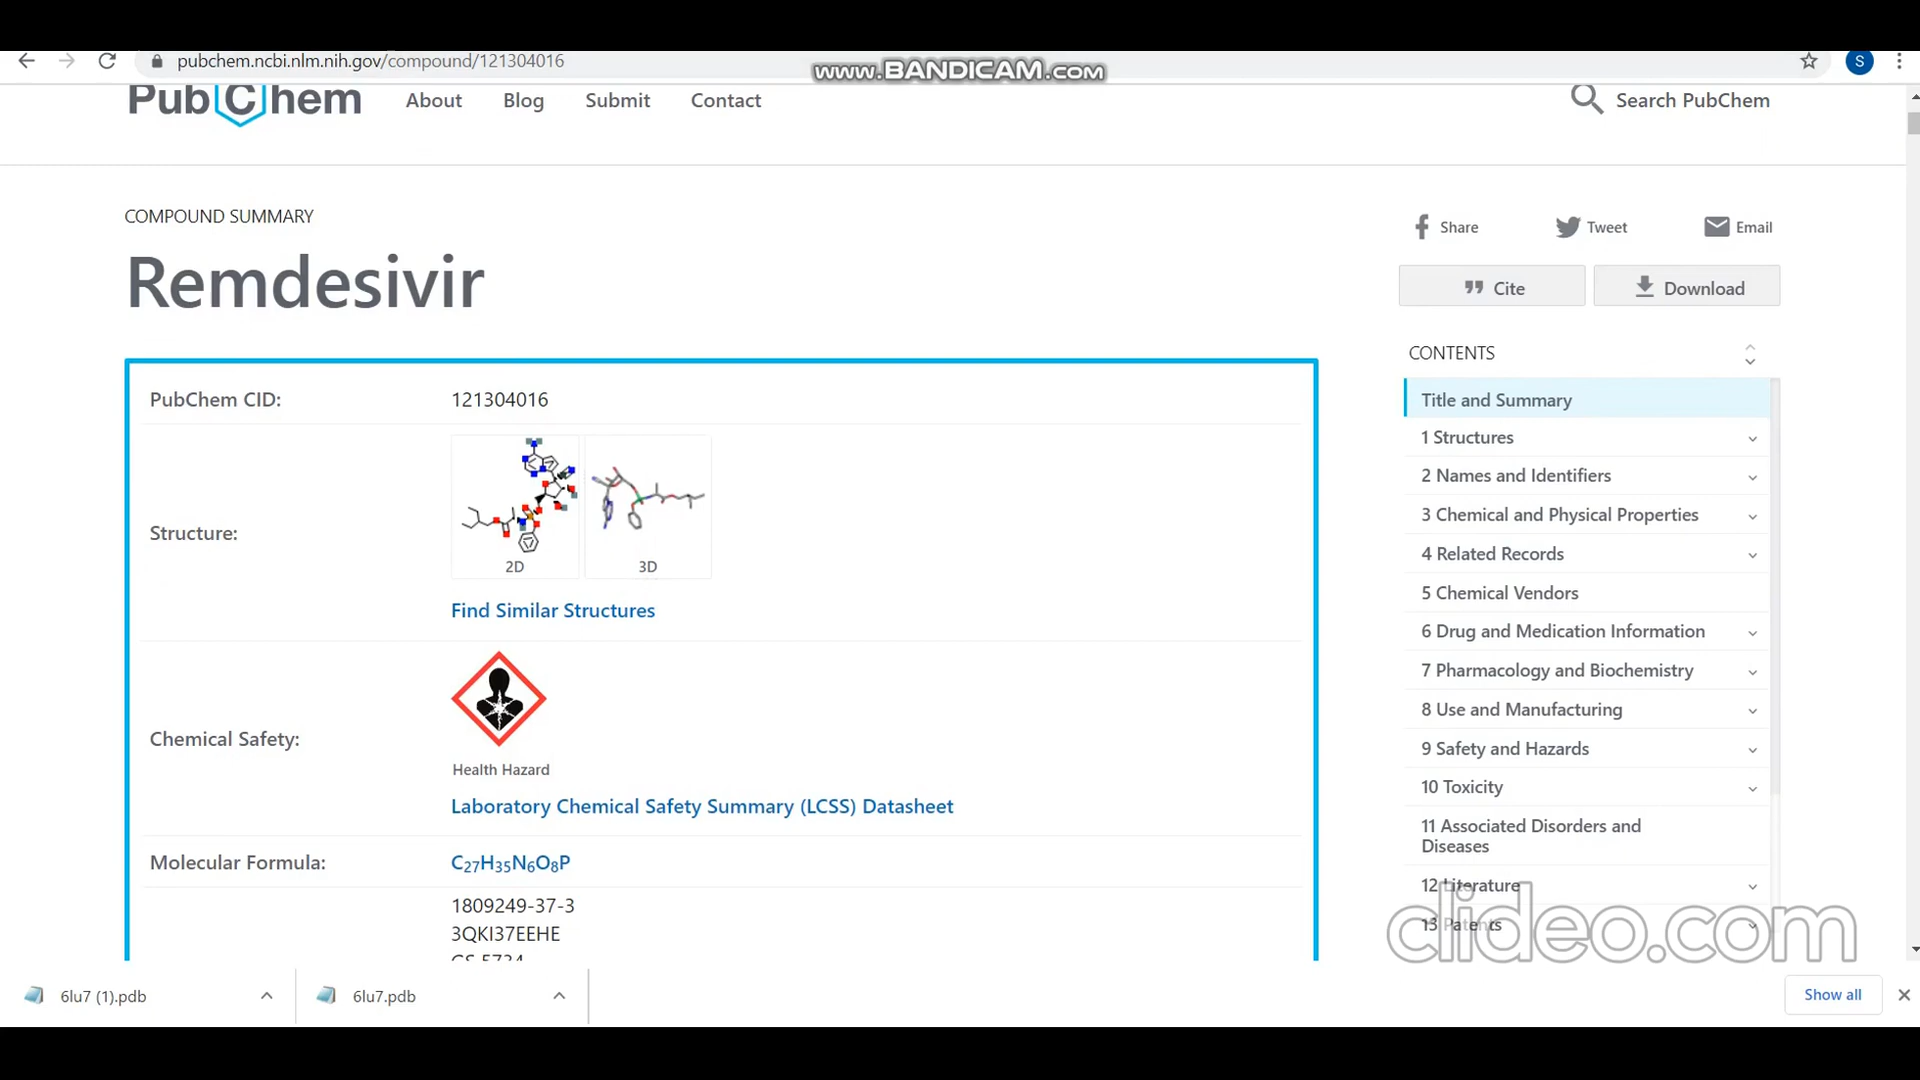 pubchem.ncbi.nlm.nih.gov/compound/121304016
www.BANDICAM.com
S
PubChem
About
Blog
Submit
Contact
Search PubChem
COMPOUND SUMMARY
Remdesivir
Share
Tweet
Email
Cite
Download
PubChem CID:
121304016
Structure:
2D
3D
Find Similar Structures
Chemical Safety:
Health Hazard
Laboratory Chemical Safety Summary (LCSS) Datasheet
Molecular Formula:
C27H35N6O8P
1809249-37-3
3QKI37EEHE
GS-5734
CONTENTS
Title and Summary
1 Structures
2 Names and Identifiers
3 Chemical and Physical Properties
4 Related Records
5 Chemical Vendors
6 Drug and Medication Information
7 Pharmacology and Biochemistry
8 Use and Manufacturing
9 Safety and Hazards
10 Toxicity
11 Associated Disorders and
Diseases
12 Literature
13 Patents
clideo.com
6lu7 (1).pdb
6lu7.pdb
Show all